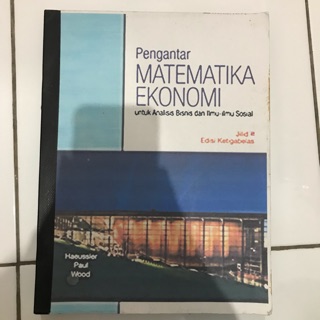 Pengantar
MATEMATIKA
EKONOMI
untuk Analisis Bisnis dan Ilmu-ilmu Sosial
Jilid
Edisi Ketigabelas
Haeussler
Paul
Wood